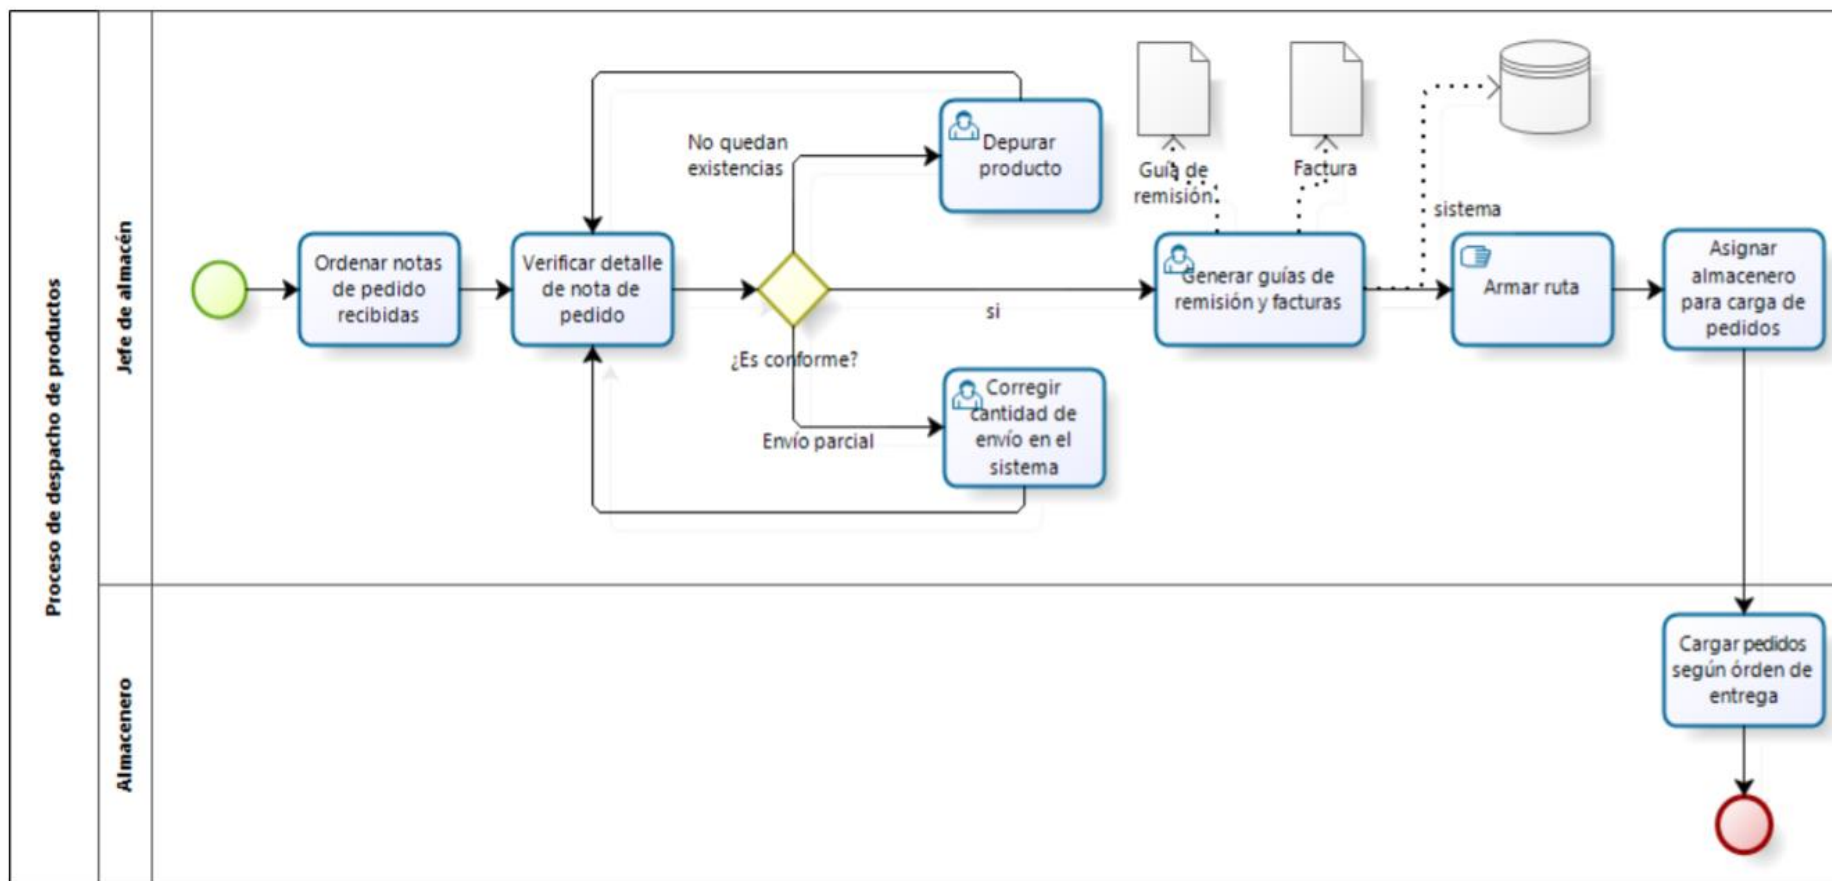 Proceso de despacho de productos
Jefe de almacén
Ordenar notas
de pedido
recibidas
Verificar detalle
de nota de
pedido
¿Es conforme?
No quedan
existencias
Depurar
producto
si
Envío parcial
Corregir
cantidad de
envío en el
sistema
Generar guías de
remisión y facturas
Guía de
remisión
Factura
sistema
Armar ruta
Asignar
almacenero
para carga de
pedidos
Almacenero
Cargar pedidos
según órden de
entrega